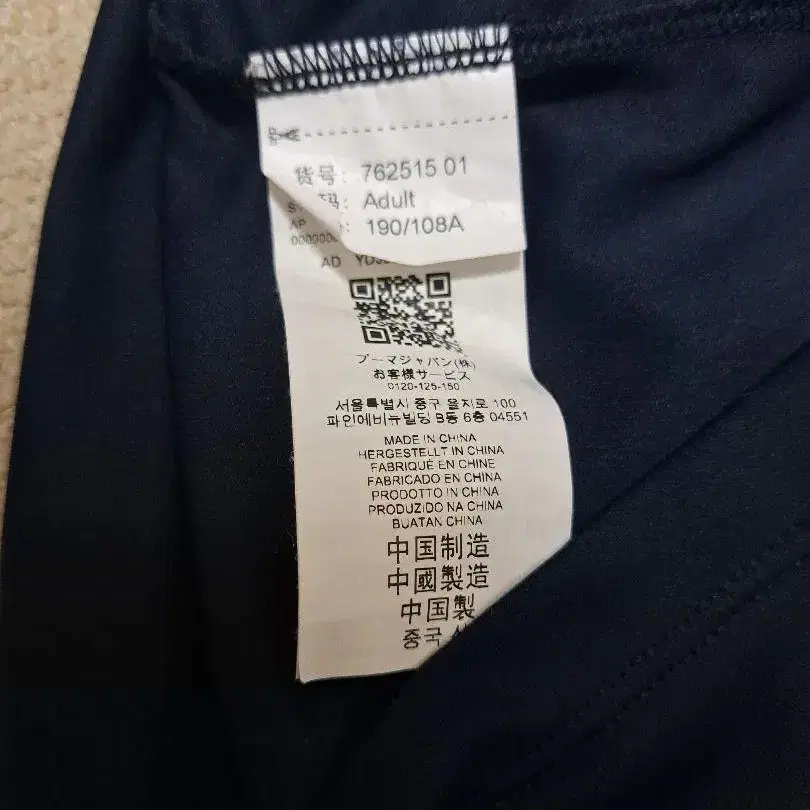 货号: 762515 01
码: Adult
190/108A
AP
AD
プーマジャパン(株)
お客様サービス
0120-125-150
서울특별시 중구 을지로 100
파인에비뉴빌딩 B동 6층 04551
MADE IN CHINA
HERGESTELLT IN CHINA
FABRIQUÉ EN CHINE
FABRICADO EN CHINA
PRODOTTO IN CHINA
PRODUZIDO NA CHINA
BUATAN CHINA
中国制造
中國製造
中国製
중국